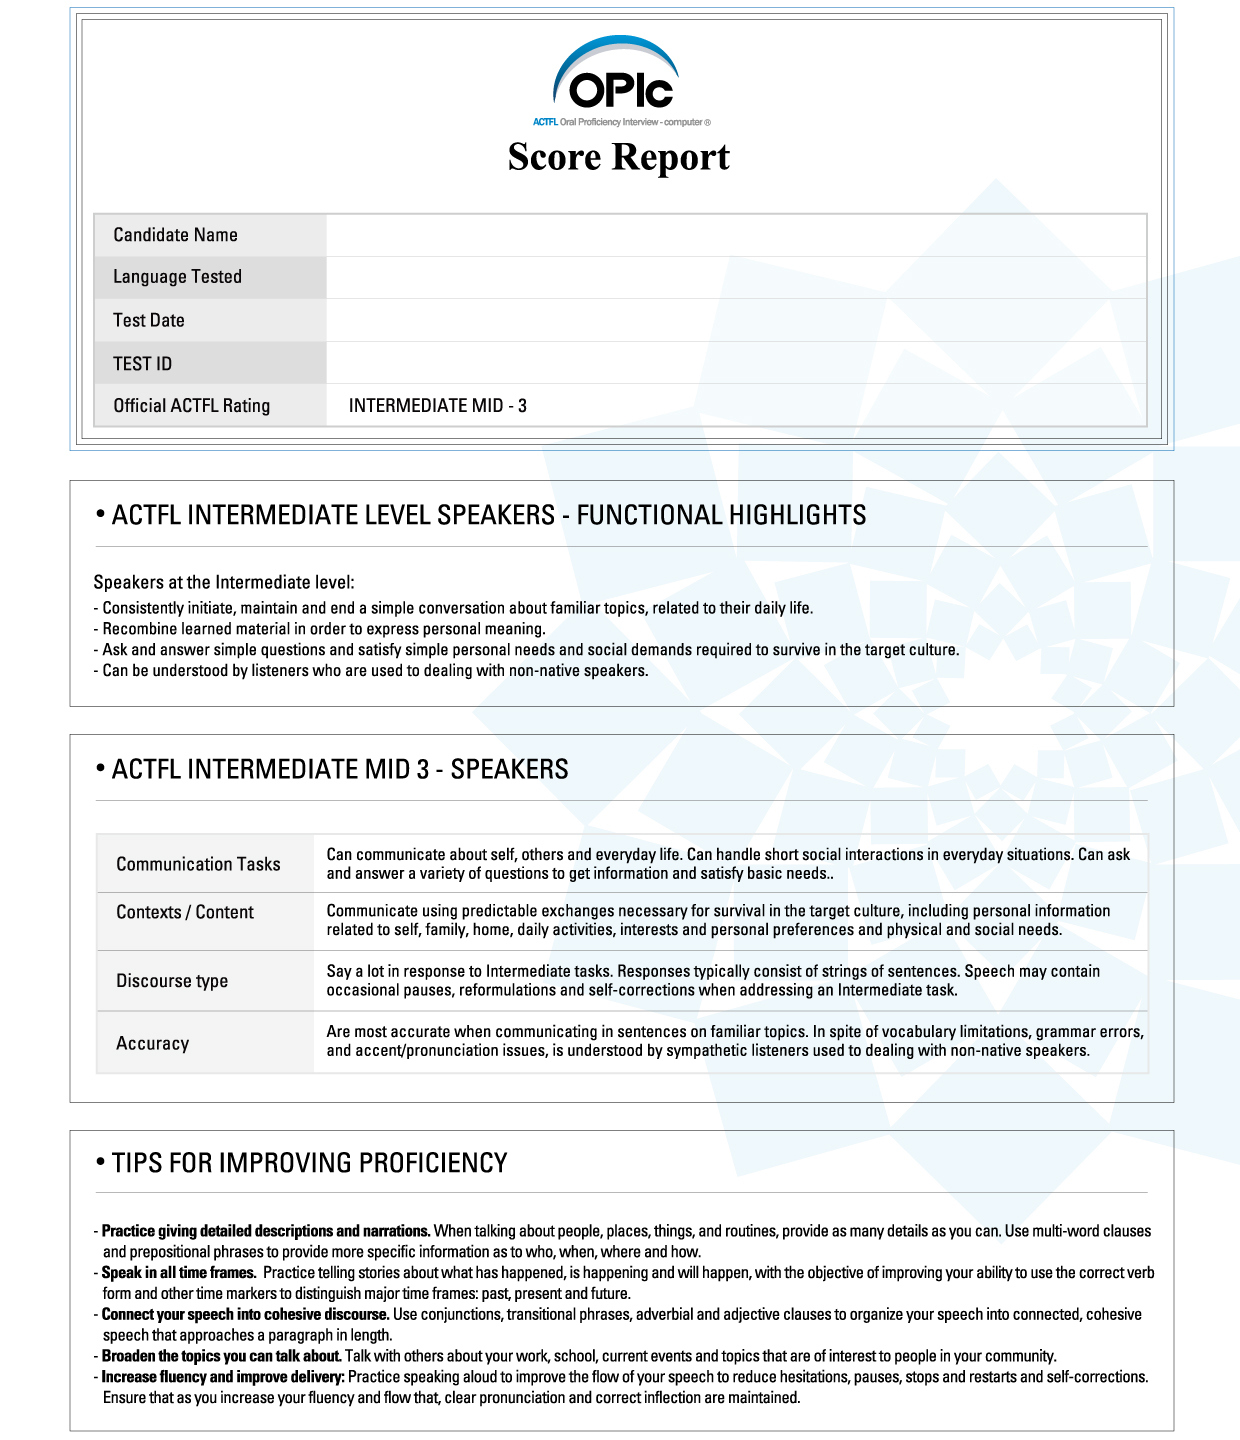 OPIc
ACTFL Oral Proficiency Interview - computer ®
Score Report
Candidate Name
Language Tested
Test Date
TEST ID
Official ACTFL Rating INTERMEDIATE MID - 3
• ACTFL INTERMEDIATE LEVEL SPEAKERS - FUNCTIONAL HIGHLIGHTS
Speakers at the Intermediate level:
- Consistently initiate, maintain and end a simple conversation about familiar topics, related to their daily life.
- Recombine learned material in order to express personal meaning.
- Ask and answer simple questions and satisfy simple personal needs and social demands required to survive in the target culture.
- Can be understood by listeners who are used to dealing with non-native speakers.
• ACTFL INTERMEDIATE MID 3 - SPEAKERS
Communication Tasks
Can communicate about self, others and everyday life. Can handle short social interactions in everyday situations. Can ask
and answer a variety of questions to get information and satisfy basic needs..
Contexts / Content
Communicate using predictable exchanges necessary for survival in the target culture, including personal information
related to self, family, home, daily activities, interests and personal preferences and physical and social needs.
Discourse type
Say a lot in response to Intermediate tasks. Responses typically consist of strings of sentences. Speech may contain
occasional pauses, reformulations and self-corrections when addressing an Intermediate task.
Accuracy
Are most accurate when communicating in sentences on familiar topics. In spite of vocabulary limitations, grammar errors,
and accent/pronunciation issues, is understood by sympathetic listeners used to dealing with non-native speakers.
• TIPS FOR IMPROVING PROFICIENCY
- Practice giving detailed descriptions and narrations. When talking about people, places, things, and routines, provide as many details as you can. Use multi-word clauses
and prepositional phrases to provide more specific information as to who, when, where and how.
- Speak in all time frames. Practice telling stories about what has happened, is happening and will happen, with the objective of improving your ability to use the correct verb
form and other time markers to distinguish major time frames: past, present and future.
- Connect your speech into cohesive discourse. Use conjunctions, transitional phrases, adverbial and adjective clauses to organize your speech into connected, cohesive
speech that approaches a paragraph in length.
- Broaden the topics you can talk about. Talk with others about your work, school, current events and topics that are of interest to people in your community.
- Increase fluency and improve delivery: Practice speaking aloud to improve the flow of your speech to reduce hesitations, pauses, stops and restarts and self-corrections.
Ensure that as you increase your fluency and flow that, clear pronunciation and correct inflection are maintained.